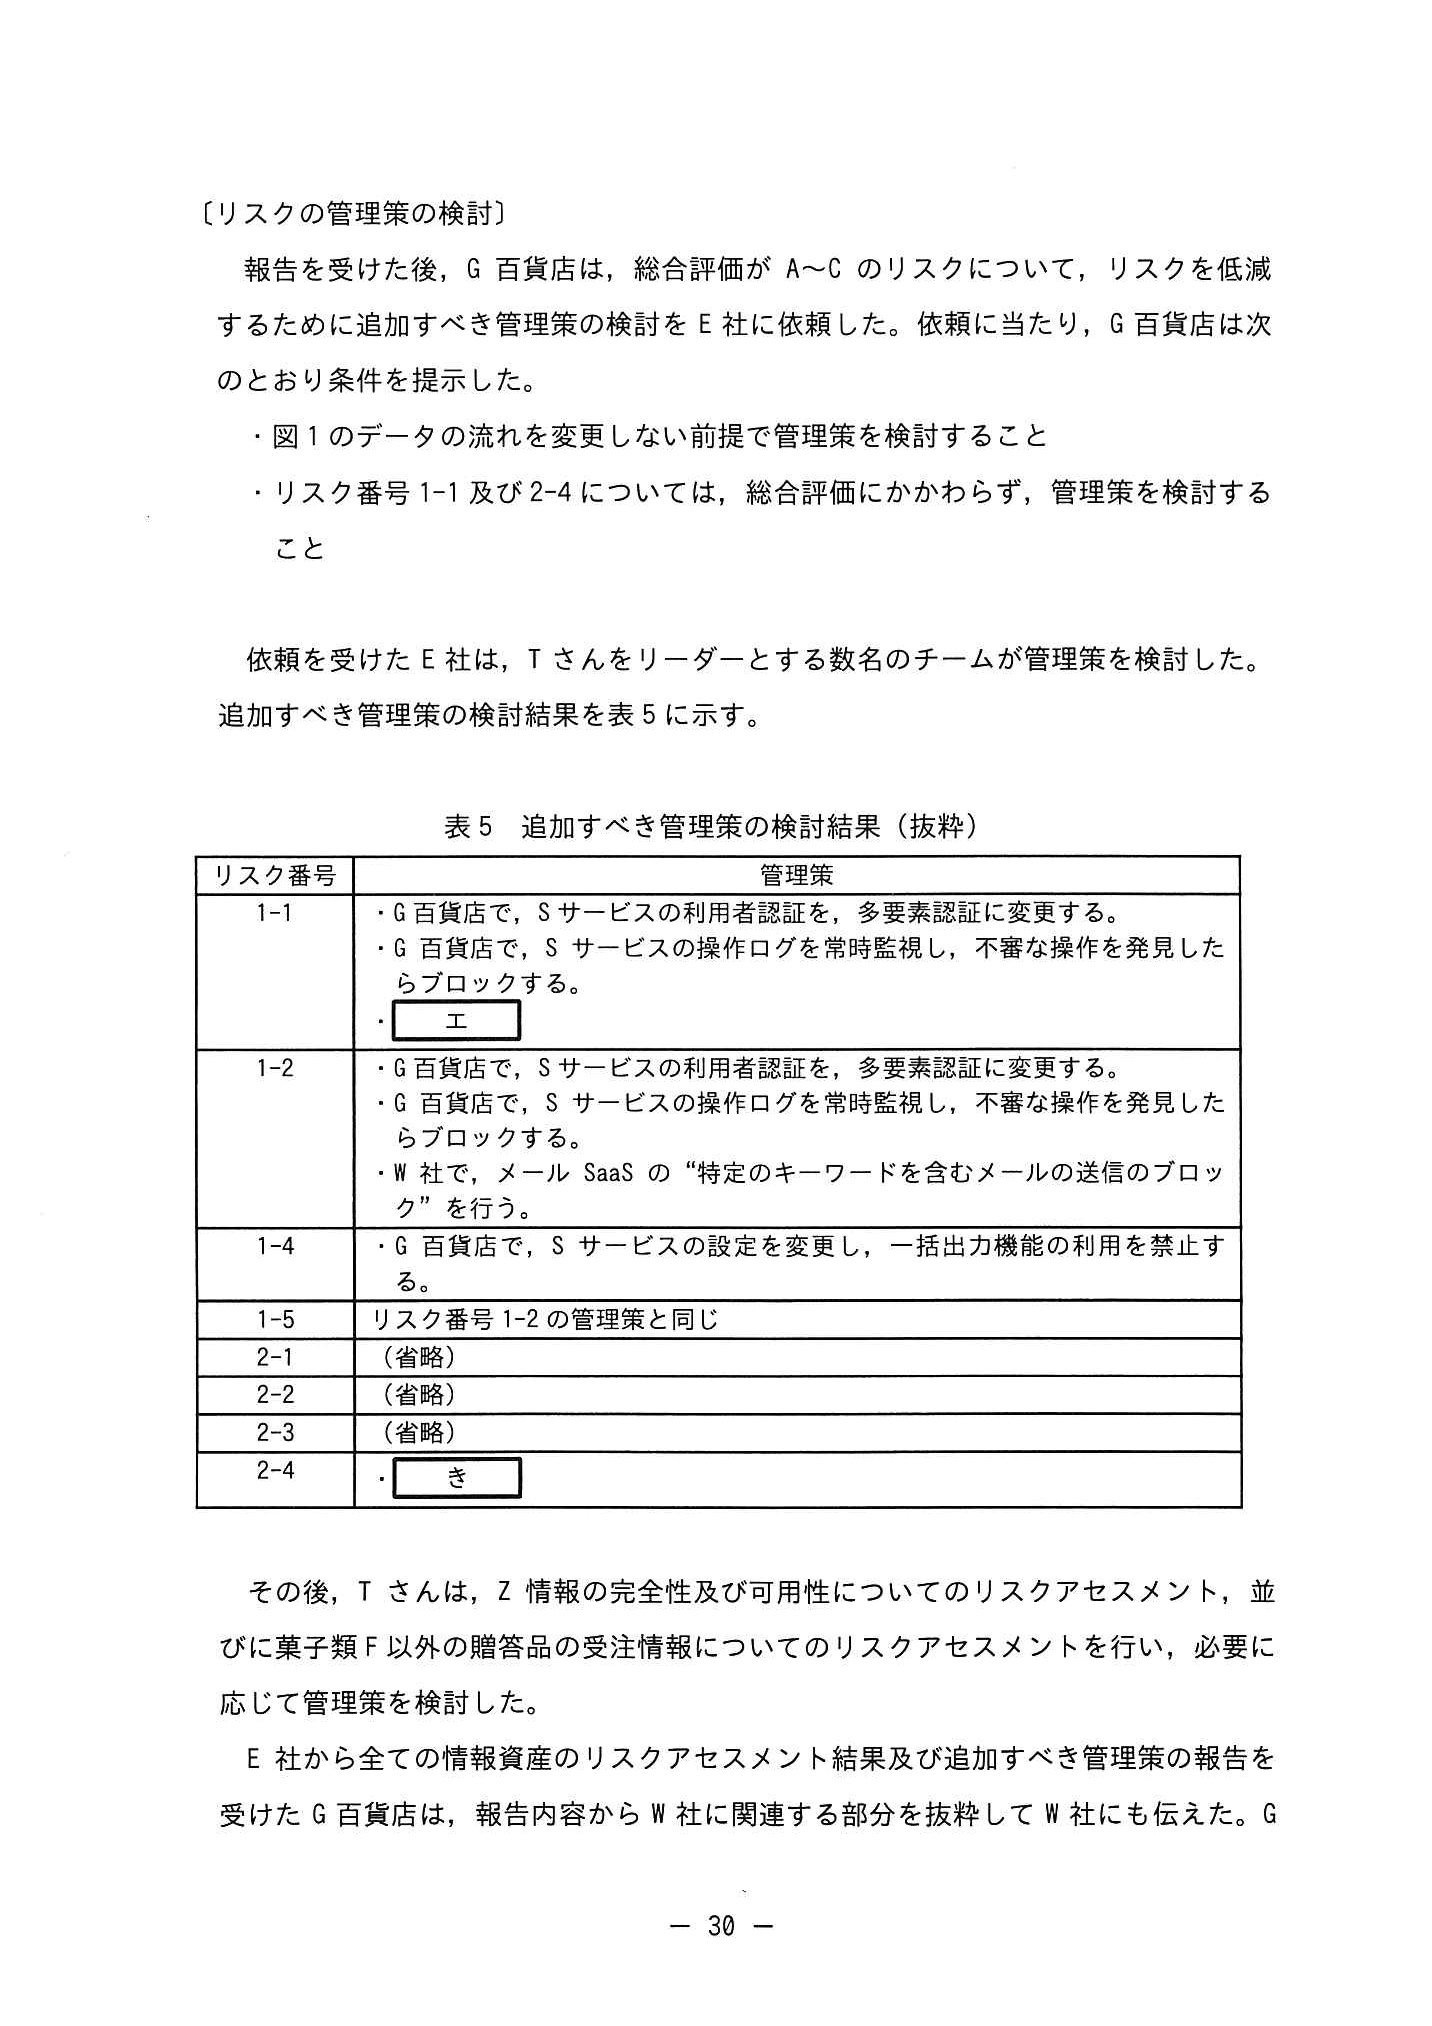 〔リスクの管理策の検討〕
報告を受けた後，G 百貨店は，総合評価が A～C のリスクについて，リスクを低減
するために追加すべき管理策の検討を E 社に依頼した。依頼に当たり，G 百貨店は次
のとおり条件を提示した。
・図1のデータの流れを変更しない前提で管理策を検討すること
・リスク番号 1-1 及び 2-4 については，総合評価にかかわらず，管理策を検討する
こと
依頼を受けた E 社は，T さんをリーダーとする数名のチームが管理策を検討した。
追加すべき管理策の検討結果を表 5 に示す。
表 5　追加すべき管理策の検討結果（抜粋）
リスク番号　管理策
1-1　・G 百貨店で，S サービスの利用者認証を，多要素認証に変更する。
・G 百貨店で，S サービスの操作ログを常時監視し，不審な操作を発見した
らブロックする。
・エ
1-2　・G 百貨店で，S サービスの利用者認証を，多要素認証に変更する。
・G 百貨店で，S サービスの操作ログを常時監視し，不審な操作を発見した
らブロックする。
・W 社で，メール SaaS の“特定のキーワードを含むメールの送信のブロッ
ク”を行う。
1-4　・G 百貨店で，S サービスの設定を変更し，一括出力機能の利用を禁止す
る。
1-5　リスク番号 1-2 の管理策と同じ
2-1　（省略）
2-2　（省略）
2-3　（省略）
2-4　・き
その後，T さんは，Z 情報の完全性及び可用性についてのリスクアセスメント，並
びに菓子類 F 以外の贈答品の受注情報についてのリスクアセスメントを行い，必要に
応じて管理策を検討した。
E 社から全ての情報資産のリスクアセスメント結果及び追加すべき管理策の報告を
受けた G 百貨店は，報告内容から W 社に関連する部分を抜粋して W 社にも伝えた。G
－ 30 －